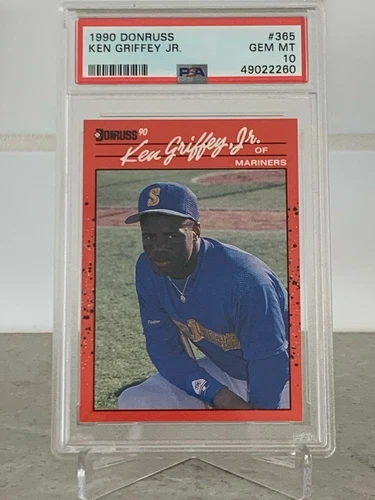 1990 DONRUSS #365
KEN GRIFFEY JR. GEM MT
10
PSA 49022260
DONRUSS '90
Ken Griffey, Jr. OF
MARINERS
S